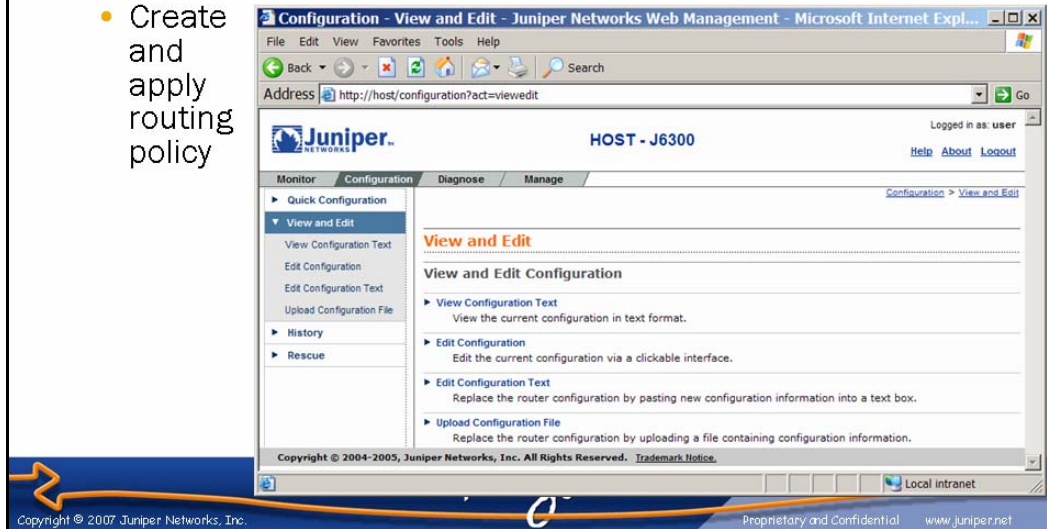 • Create
and
apply
routing
policy
Configuration - View and Edit - Juniper Networks Web Management - Microsoft Internet Expl...
File Edit View Favorites Tools Help
Back Search
Address http://host/configuration?act=viewedit Go
Juniper
NETWORKS
HOST - J6300
Logged in as: user
Help About Logout
Monitor Configuration Diagnose Manage
Configuration > View and Edit
Quick Configuration
View and Edit
View Configuration Text
Edit Configuration
Edit Configuration Text
Upload Configuration File
History
Rescue
View and Edit
View and Edit Configuration
View Configuration Text
View the current configuration in text format.
Edit Configuration
Edit the current configuration via a clickable interface.
Edit Configuration Text
Replace the router configuration by pasting new configuration information into a text box.
Upload Configuration File
Replace the router configuration by uploading a file containing configuration information.
Copyright © 2004-2005, Juniper Networks, Inc. All Rights Reserved. Trademark Notice.
Local intranet
Copyright © 2007 Juniper Networks, Inc.
Proprietary and Confidential www.juniper.net